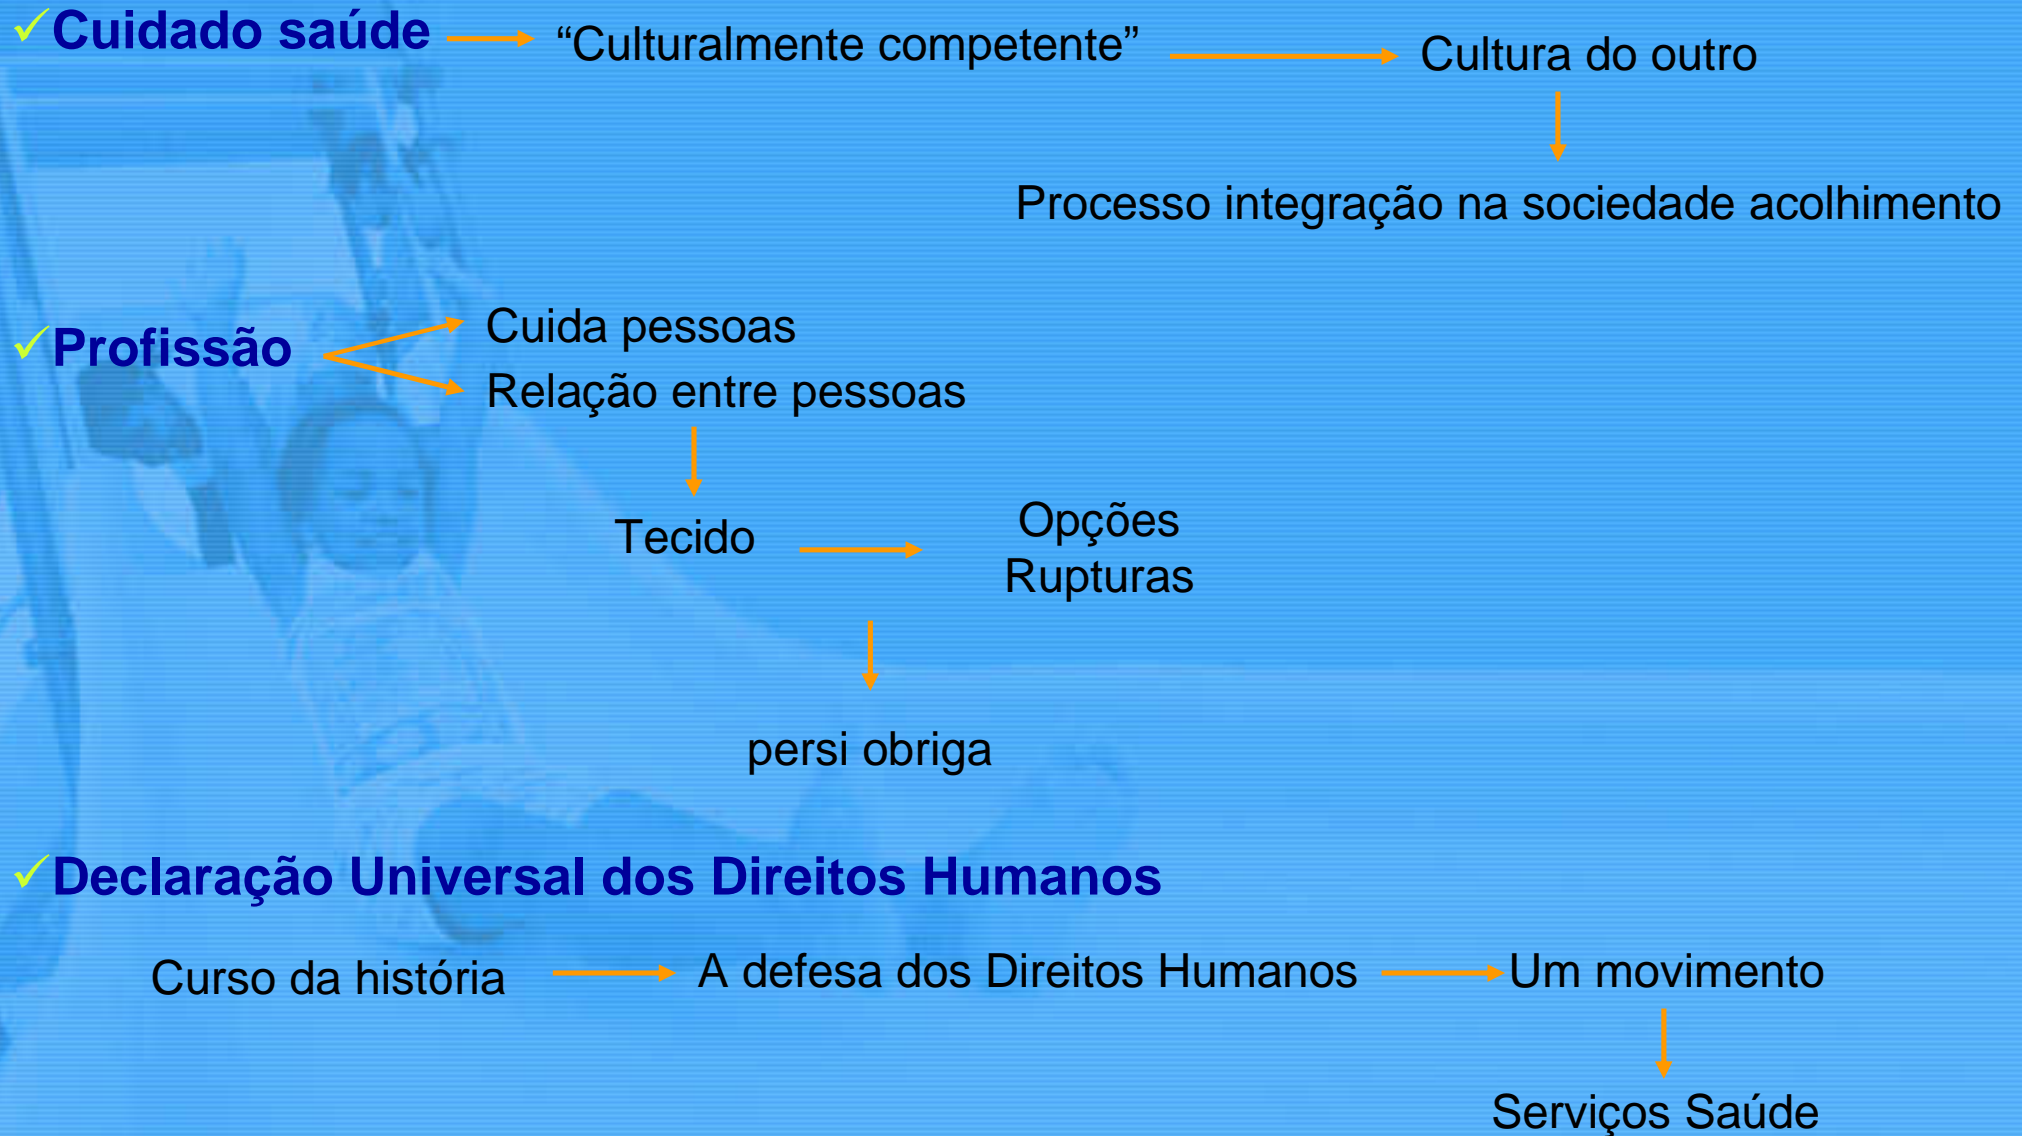 ✓Cuidado saúde
“Culturalmente competente”
Cultura do outro
Processo integração na sociedade acolhimento
✓Profissão
Cuida pessoas
Relação entre pessoas
Tecido
Opções
Rupturas
persi obriga
✓Declaração Universal dos Direitos Humanos
Curso da história
A defesa dos Direitos Humanos
Um movimento
Serviços Saúde